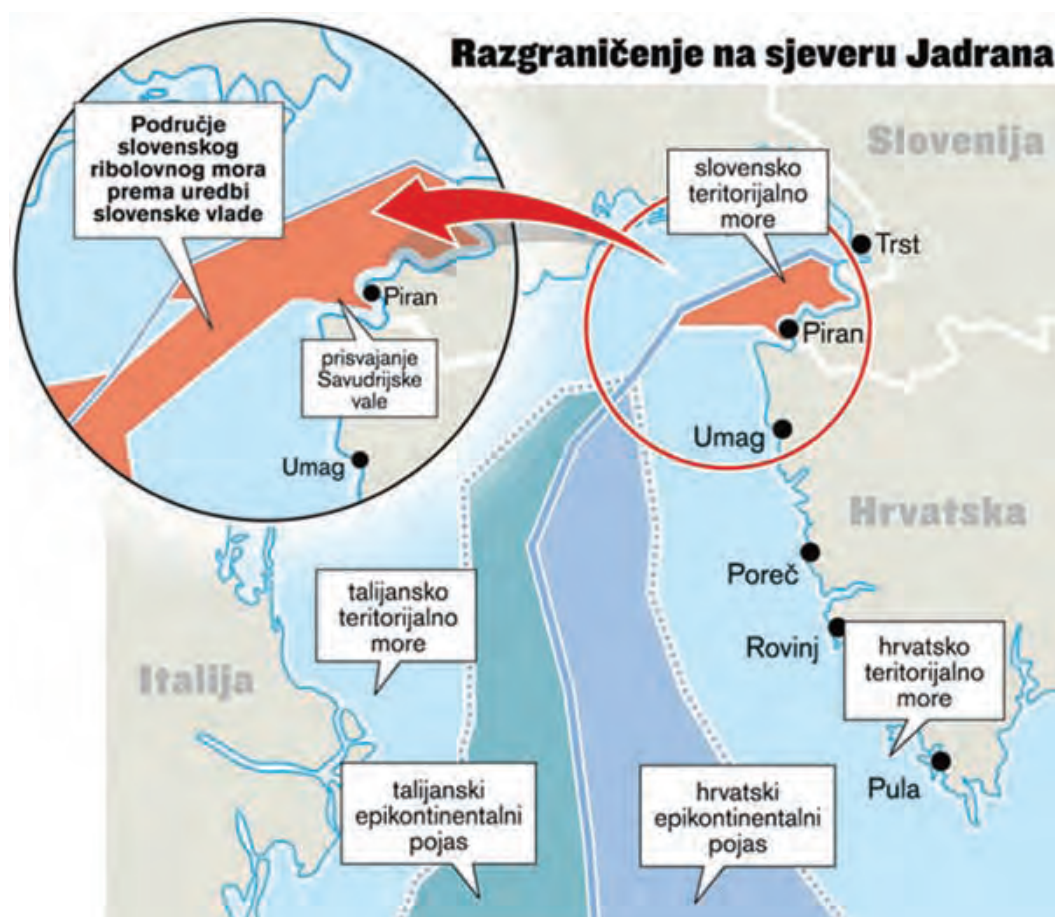 Razgraničenje na sjeveru Jadrana
Područje
slovenskog
ribolovnog mora
prema uredbi
slovenske vlade
Piran
prisvajanje
Savudrijske
vale
Umag
Slovenija
slovensko
teritorijalno
more
Trst
Piran
Umag
Hrvatska
Poreč
Rovinj
hrvatsko
teritorijalno
more
Pula
talijansko
teritorijalno
more
Italija
talijanski
epikontinentalni
pojas
hrvatski
epikontinentalni
pojas